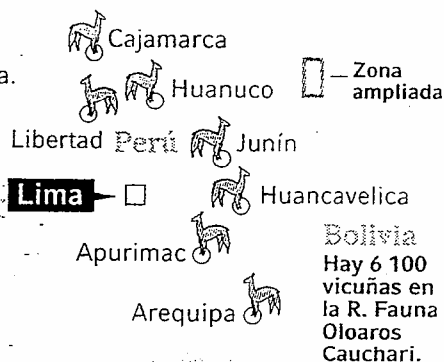 Cajamarca
a.
Zona
ampliada
Huanuco
Libertad Perú Junín
Lima
Huancavelica
Bolivia
Apurimac
Hay 6 100
vicuñas en
la R. Fauna
Oloaros
Cauchari.
Arequipa